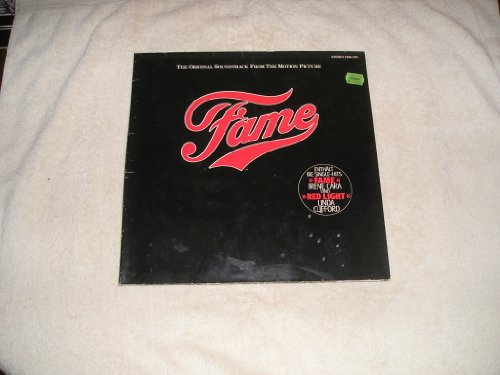 THE ORIGINAL SOUNDTRACK FROM THE MOTION PICTURE
Fame
ENTHÄLT
DIE SINGLE-HITS
» FAME «
IRENE CARA
UND
» RED LIGHT «
LINDA
CLIFFORD